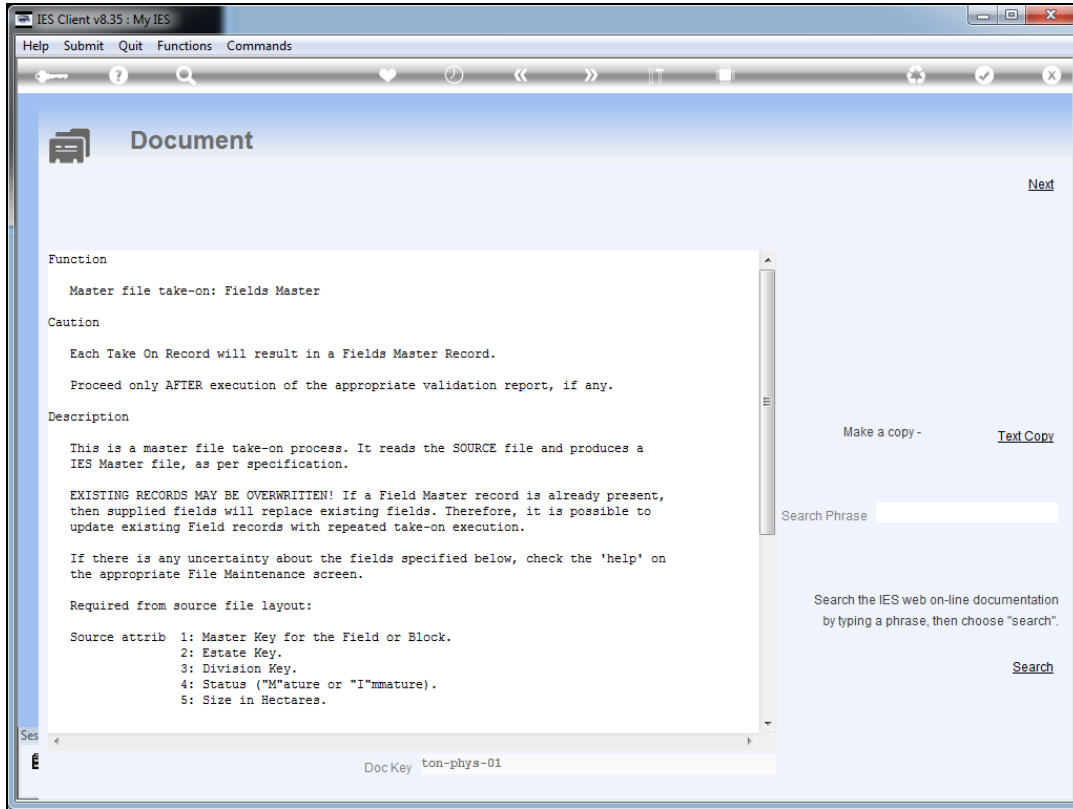 IES Client v8.35 : My IES
Help Submit Quit Functions Commands
Document
Next
Function
Master file take-on: Fields Master
Caution
Each Take On Record will result in a Fields Master Record.
Proceed only AFTER execution of the appropriate validation report, if any.
Description
This is a master file take-on process. It reads the SOURCE file and produces a
IES Master file, as per specification.
EXISTING RECORDS MAY BE OVERWRITTEN! If a Field Master record is already present,
then supplied fields will replace existing fields. Therefore, it is possible to
update existing Field records with repeated take-on execution.
If there is any uncertainty about the fields specified below, check the 'help' on
the appropriate File Maintenance screen.
Required from source file layout:
Source attrib 1: Master Key for the Field or Block.
2: Estate Key.
3: Division Key.
4: Status ("M"ature or "I"mmature).
5: Size in Hectares.
Make a copy -
Text Copy
Search Phrase
Search the IES web on-line documentation
by typing a phrase, then choose "search".
Search
Ses
Doc Key ton-phys-01